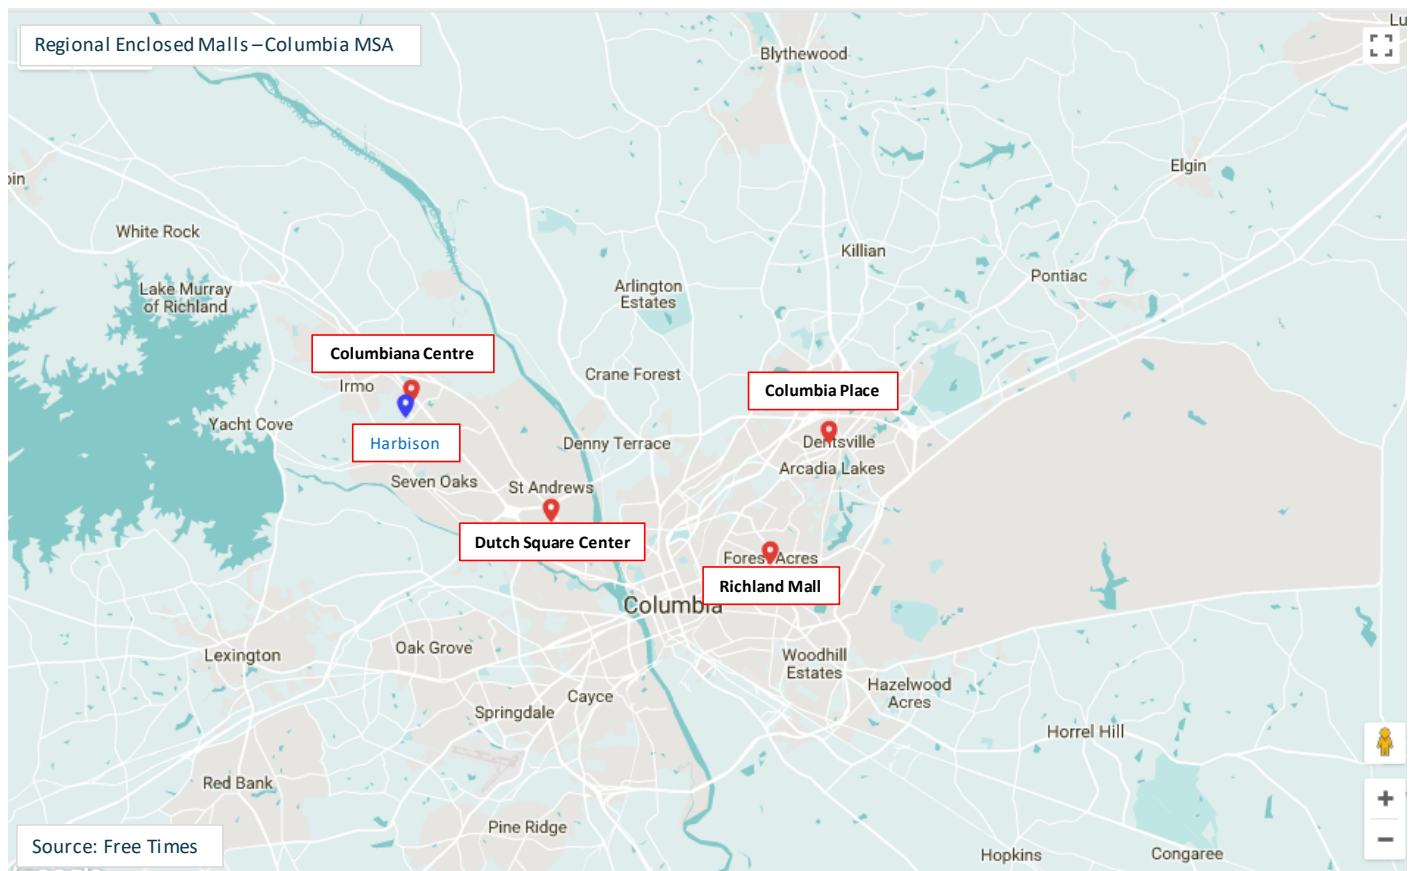 Regional Enclosed Malls –Columbia MSA
Blythewood
Elgin
Broad River
White Rock
Killian
Pontiac
Lake Murray
of Richland
Arlington
Estates
Columbiana Centre
Crane Forest
Irmo
Columbia Place
Yacht Cove
Harbison
Denny Terrace
Dentsville
Arcadia Lakes
Seven Oaks
St Andrews
Dutch Square Center
Forest Acres
Richland Mall
Columbia
Oak Grove
Lexington
Woodhill
Estates
Cayce
Hazelwood
Acres
Springdale
Horrel Hill
Red Bank
Pine Ridge
Source: Free Times
Hopkins
Congaree